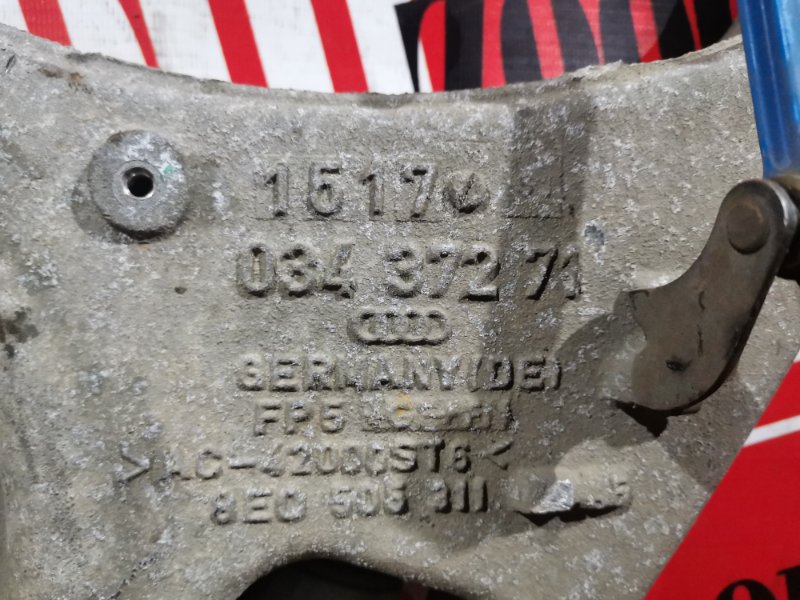 1517
034 372 71
GERMANY(DE)
FP5
>AC-42000ST6<
8E0 505 311